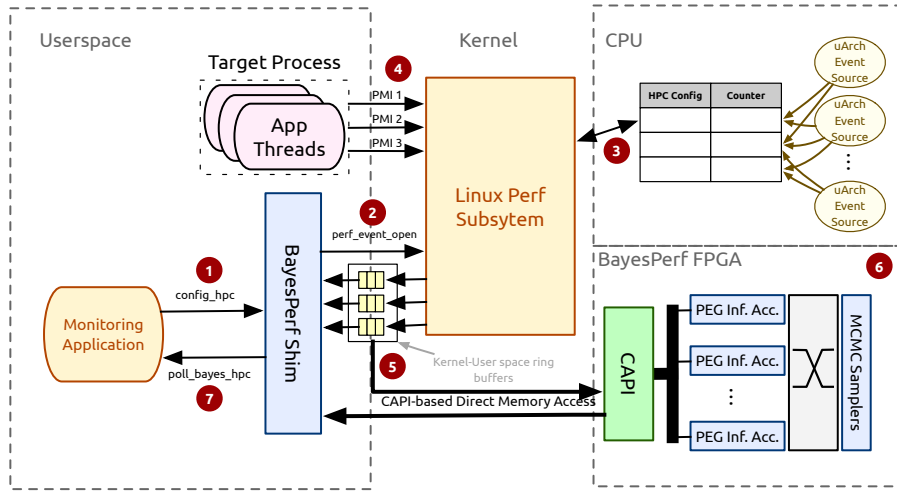 Userspace
Kernel
CPU
Target Process
4
PMI 1
PMI 2
PMI 3
App
Threads
HPC Config
Counter
uArch
Event
Source
uArch
Event
Source
⋮
uArch
Event
Source
3
Linux Perf
Subsytem
2
perf_event_open
BayesPerf Shim
1
config_hpc
Monitoring
Application
poll_bayes_hpc
7
5
Kernel-User space ring
buffers
CAPI-based Direct Memory Access
BayesPerf FPGA
6
CAPI
PEG Inf. Acc.
PEG Inf. Acc.
⋮
PEG Inf. Acc.
MCMC Samplers